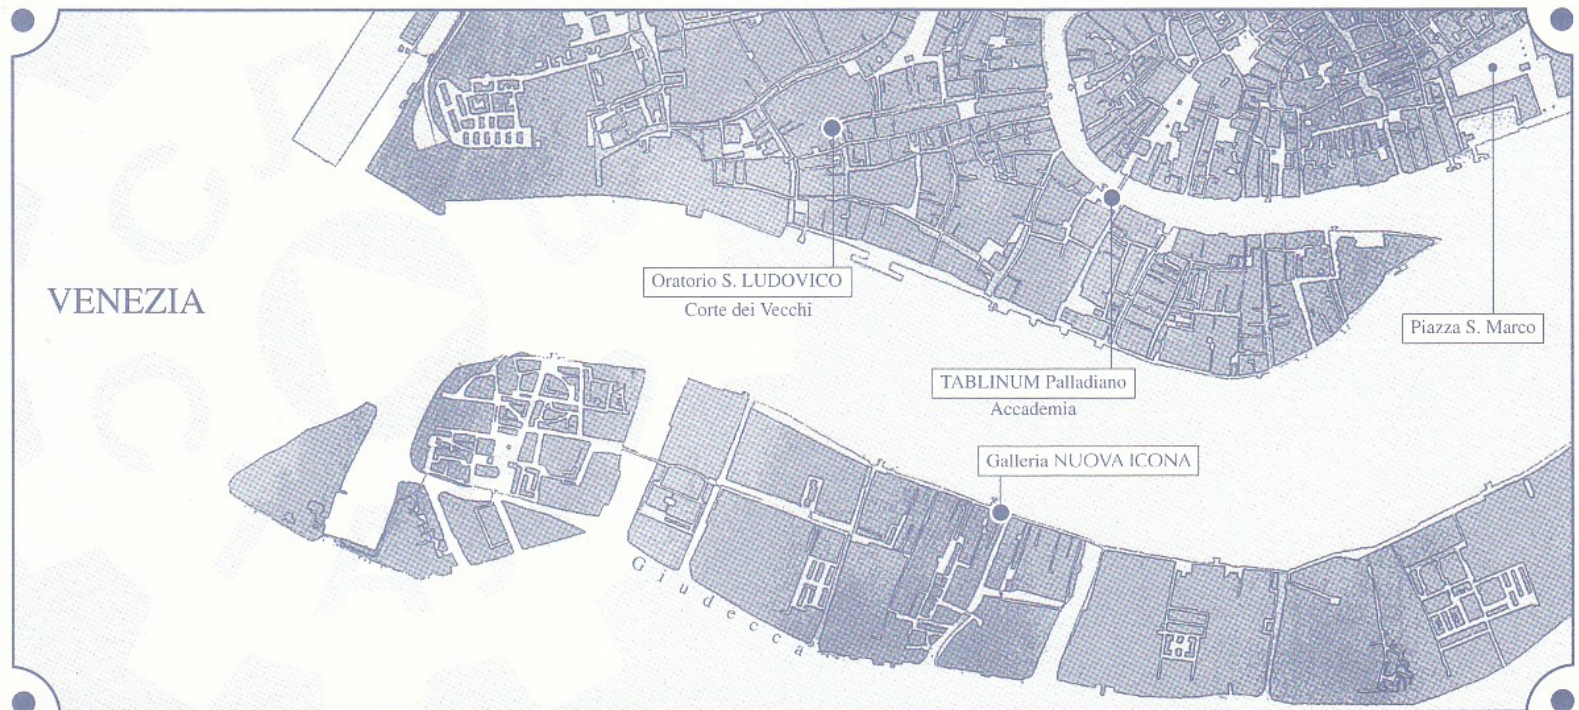 VENEZIA
Oratorio S. LUDOVICO
Corte dei Vecchi
Piazza S. Marco
TABLINUM Palladiano
Accademia
Galleria NUOVA ICONA
Giudecca